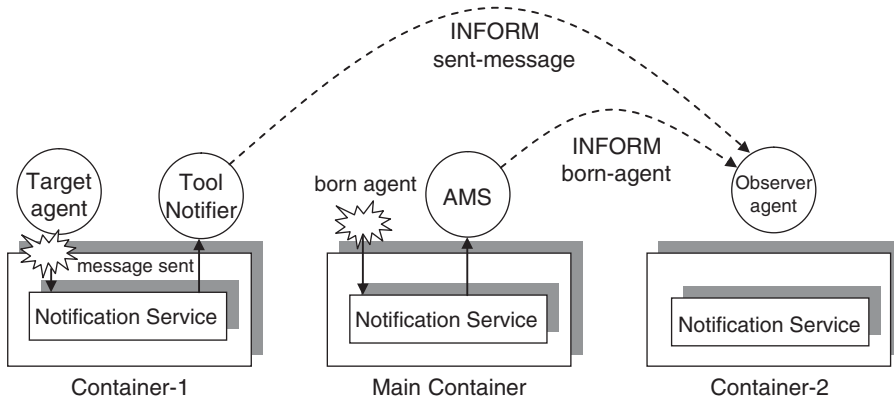 INFORM
sent-message
INFORM
born-agent
Target
agent
Tool
Notifier
born agent
AMS
Observer
agent
message sent
Notification Service
Notification Service
Notification Service
Container-1
Main Container
Container-2